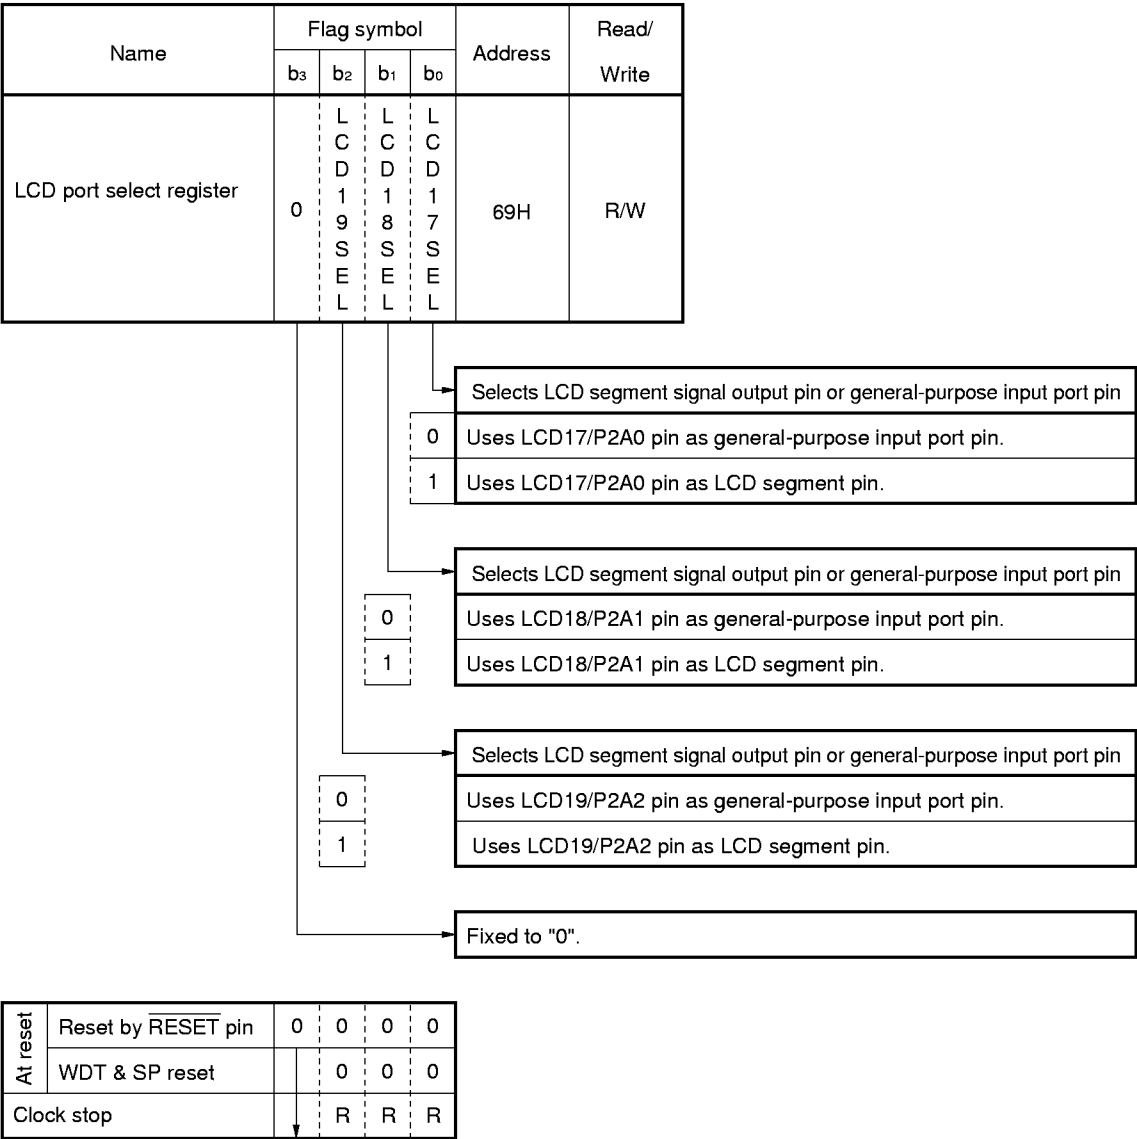 Name Flag symbol Address Read/
Write
b3 b2 b1 b0
LCD port select register 0 LCD19SEL LCD18SEL LCD17SEL 69H R/W
Selects LCD segment signal output pin or general-purpose input port pin
0 Uses LCD17/P2A0 pin as general-purpose input port pin.
1 Uses LCD17/P2A0 pin as LCD segment pin.
Selects LCD segment signal output pin or general-purpose input port pin
0 Uses LCD18/P2A1 pin as general-purpose input port pin.
1 Uses LCD18/P2A1 pin as LCD segment pin.
Selects LCD segment signal output pin or general-purpose input port pin
0 Uses LCD19/P2A2 pin as general-purpose input port pin.
1 Uses LCD19/P2A2 pin as LCD segment pin.
Fixed to "0".
At reset
Reset by RESET pin 0 0 0 0
WDT & SP reset 0 0 0
Clock stop R R R